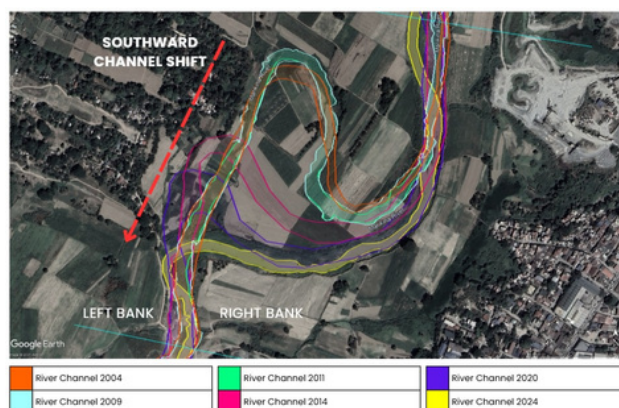 SOUTHWARD
CHANNEL SHIFT
LEFT BANK
RIGHT BANK
Google Earth
River Channel 2004
River Channel 2011
River Channel 2020
River Channel 2009
River Channel 2014
River Channel 2024